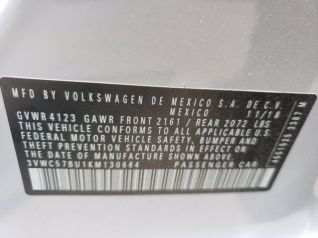 MFD BY VOLKSWAGEN DE MEXICO S.A. DE C.V.
MEXICO 11/18
GVWR 4123 GAWR FRONT 2161 / REAR 2072 LBS
THIS VEHICLE CONFORMS TO ALL APPLICABLE U.S.
FEDERAL MOTOR VEHICLE SAFETY, BUMPER AND
THEFT PREVENTION STANDARDS IN EFFECT ON THE
DATE OF MANUFACTURE SHOWN ABOVE.
3VWC57BU1KM130664 PASSENGER CAR